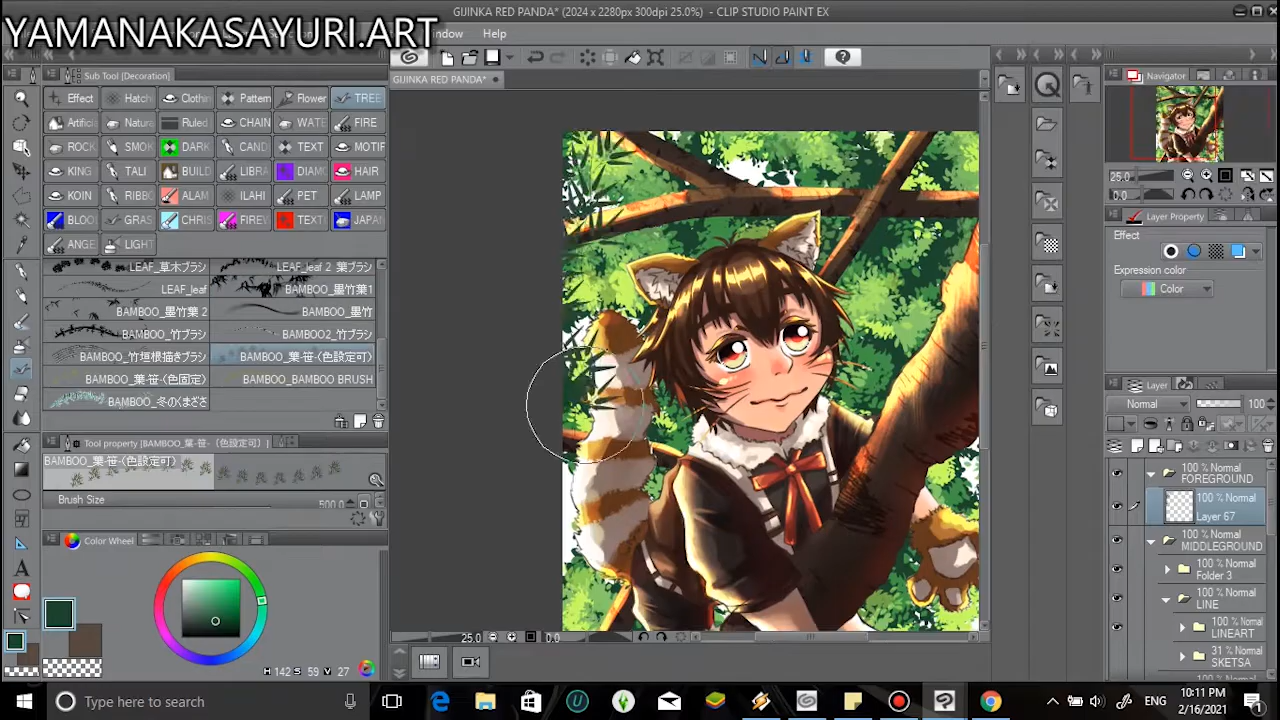 GIJINKA RED PANDA* (2024 x 2280px 300dpi 25.0%) - CLIP STUDIO PAINT EX
YAMANAKASAYURI.ART
ndow Help
Sub Tool [Decoration]
GIJINKA RED PANDA*
Navigator
Effect Hatch Clothin Pattern Flower TREE
Artificia Natura Ruled CHAIN WATE FIRE
ROCK SMOK DARK CAND TEXT MOTIF
KING TALI BUILD LIBRA DIAMO HAIR
KOIN RIBBO ALAM ILAHI PET LAMP
BLOO GRAS CHRIS FIREW TEXT JAPAN
ANGE LIGHT
25.0
0.0
Layer Property
Effect
Expression color
Color
LEAF_草木ブラシ LEAF_leaf 2 葉ブラシ
LEAF_leaf BAMBOO_墨竹葉1
BAMBOO_墨竹葉 2 BAMBOO_墨竹
BAMBOO_竹ブラシ BAMBOO2_竹ブラシ
BAMBOO_竹垣根描きブラシ BAMBOO_葉-笹-(色設定可)
BAMBOO_葉-笹-(色固定) BAMBOO_BAMBOO BRUSH
BAMBOO_冬のくまざさ
Tool property [BAMBOO_葉-笹-(色設定可)]
BAMBOO_葉-笹-(色設定可)
Brush Size 500.0
Color Wheel
H 142 S 59 V 27
25.0 0.0
Layer
Normal 100
100 % Normal
FOREGROUND
100 % Normal
Layer 67
100 % Normal
MIDDLEGROUND
100 % Normal
Folder 3
100 % Normal
LINE
100 % Normal
LINEART
31 % Normal
SKETSA
Type here to search
ENG
10:11 PM
2/16/2021